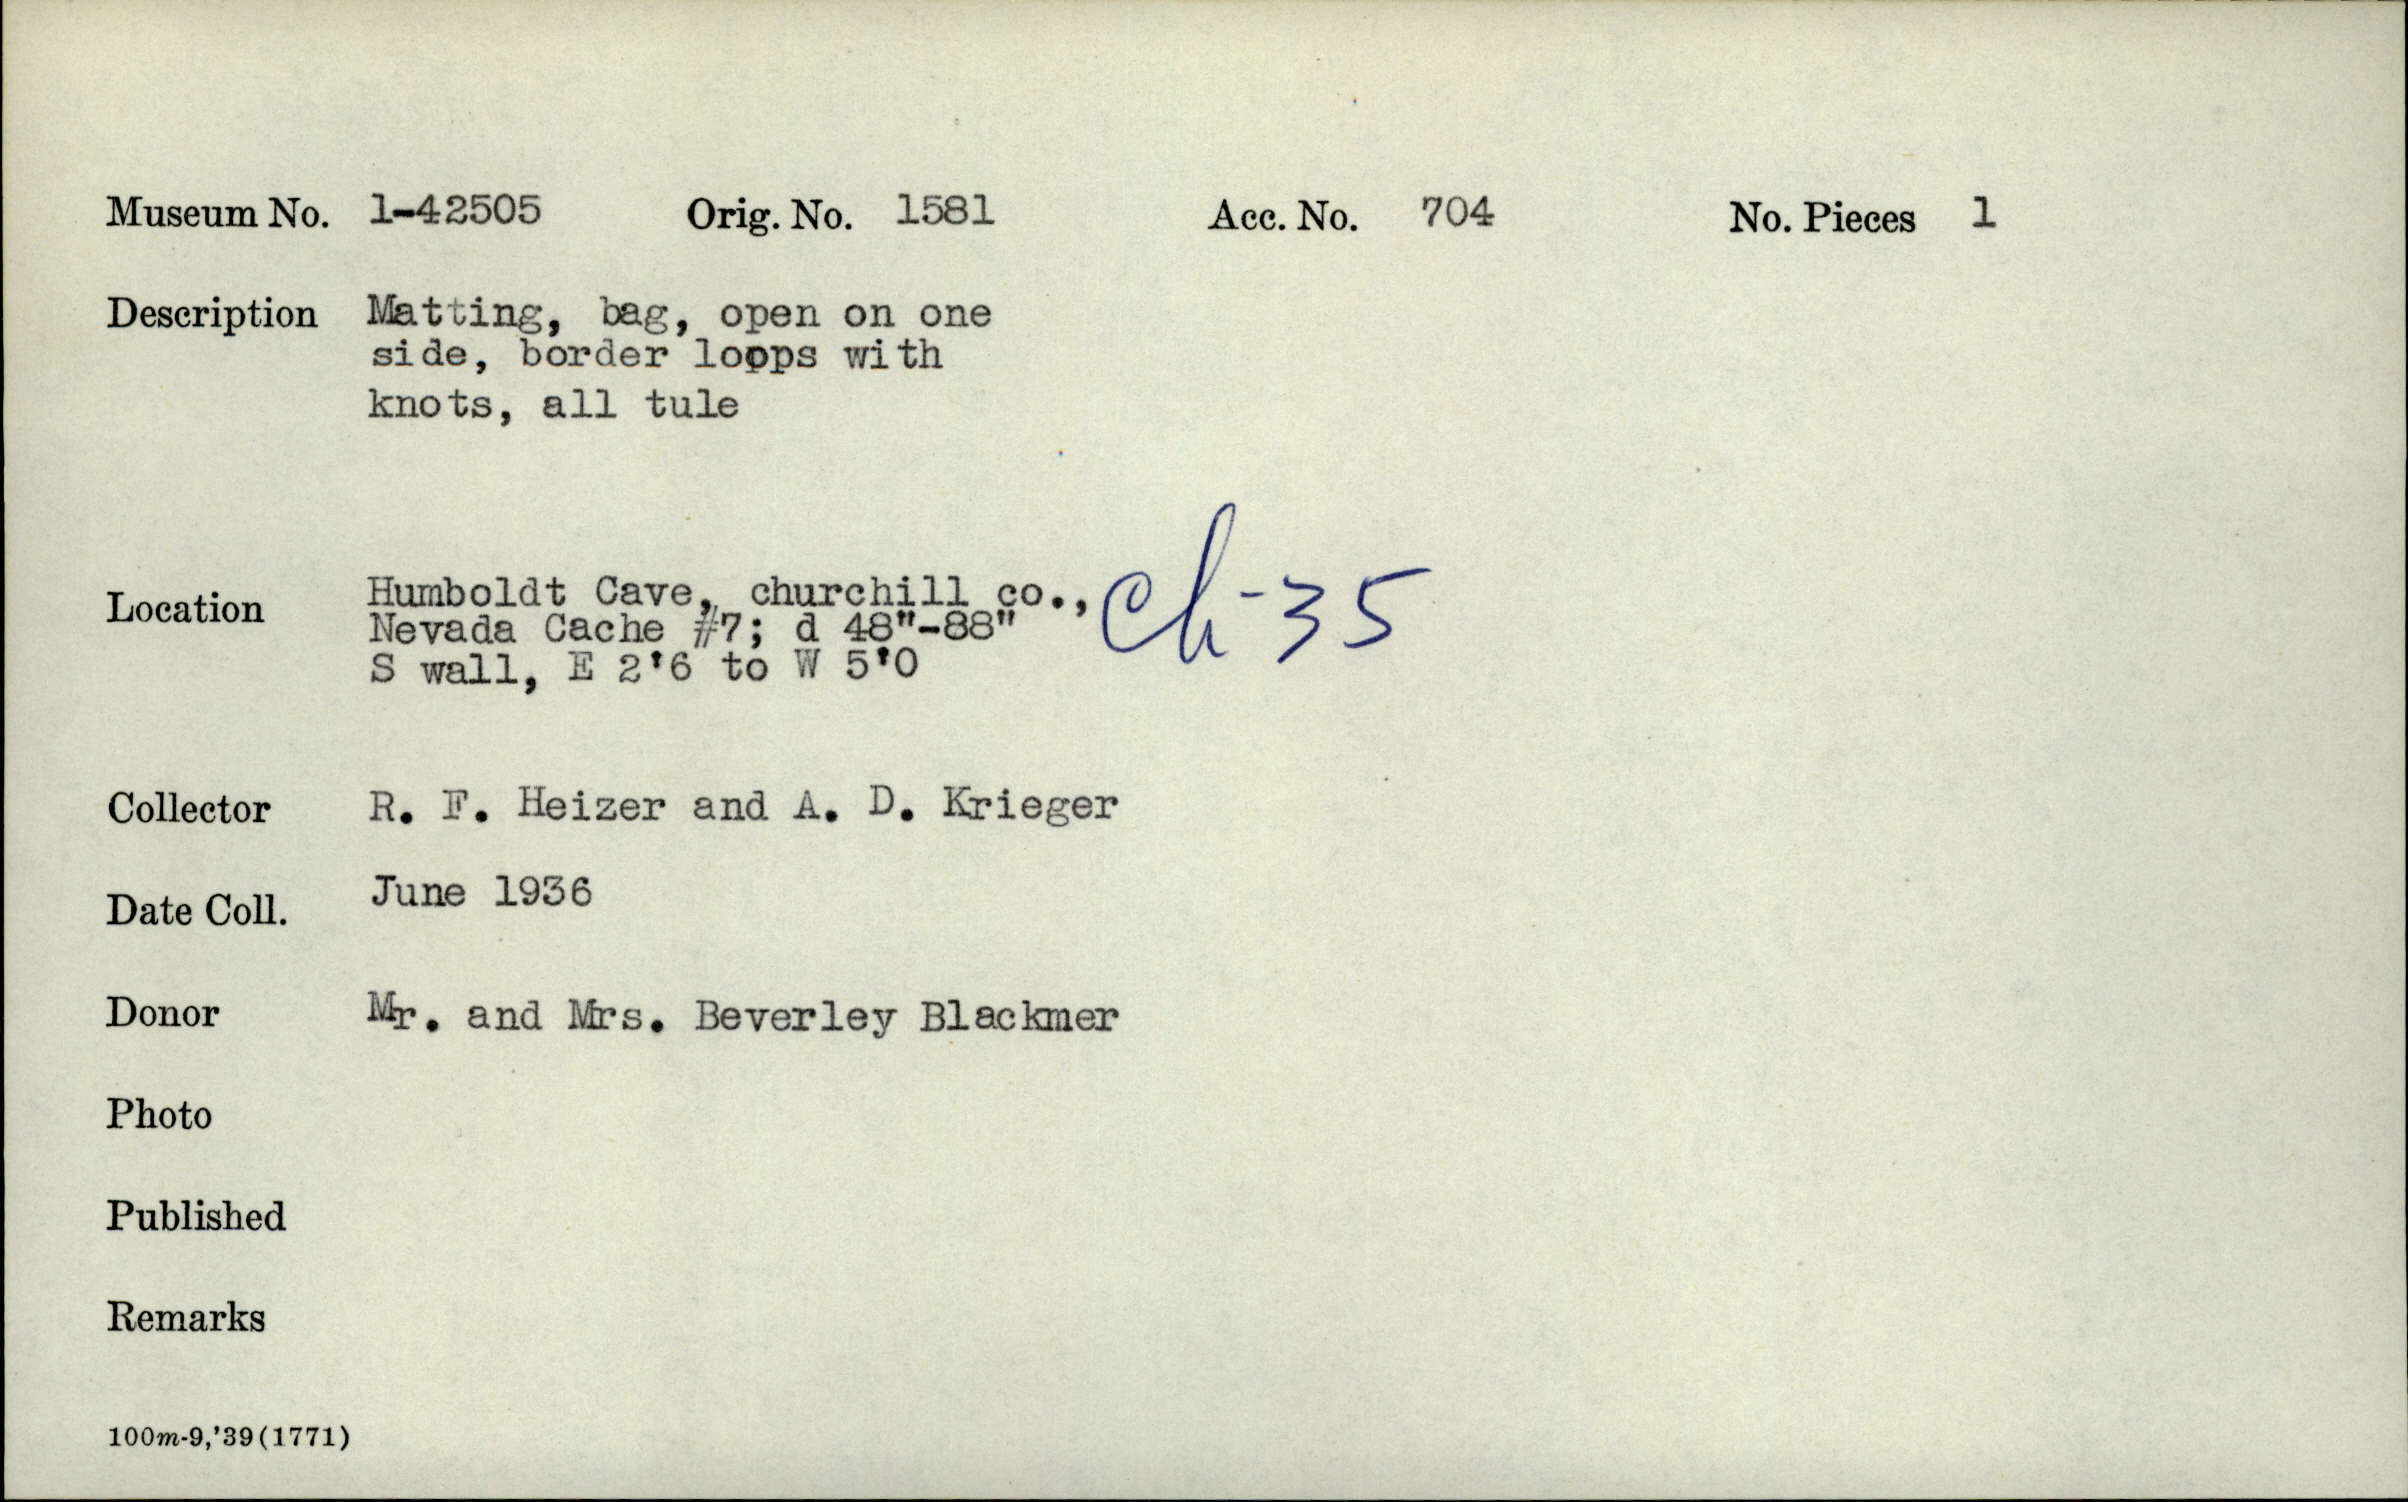 Museum No. 1-42505 Orig. No. 1581 Acc. No. 704 No. Pieces 1
Description Matting, bag, open on one
side, border loops with
knots, all tule
Location Humboldt Cave, churchill co., Ch-35
Nevada Cache #7; d 48"-88"
S wall, E 2'6 to W 5'0
Collector R. F. Heizer and A. D. Krieger
Date Coll. June 1936
Donor Mr. and Mrs. Beverley Blackmer
Photo
Published
Remarks
100m-9,'39(1771)